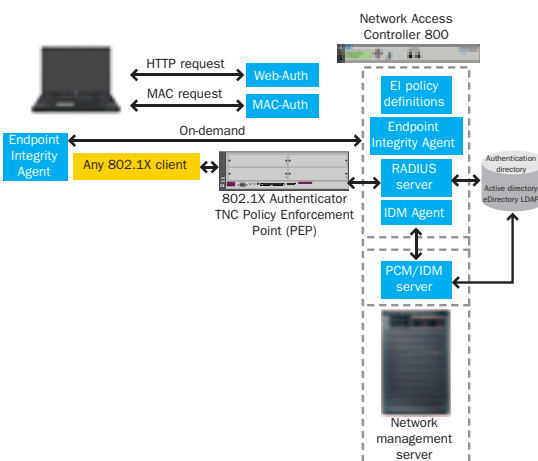 Network Access
Controller 800
HTTP request
Web-Auth
MAC request
MAC-Auth
EI policy
definitions
On-demand
Endpoint
Integrity Agent
Endpoint
Integrity
Agent
Any 802.1X client
802.1X Authenticator
TNC Policy Enforcement
Point (PEP)
RADIUS
server
IDM Agent
Authentication
directory
Active directory
eDirectory LDAP
PCM/IDM
server
Network
management
server